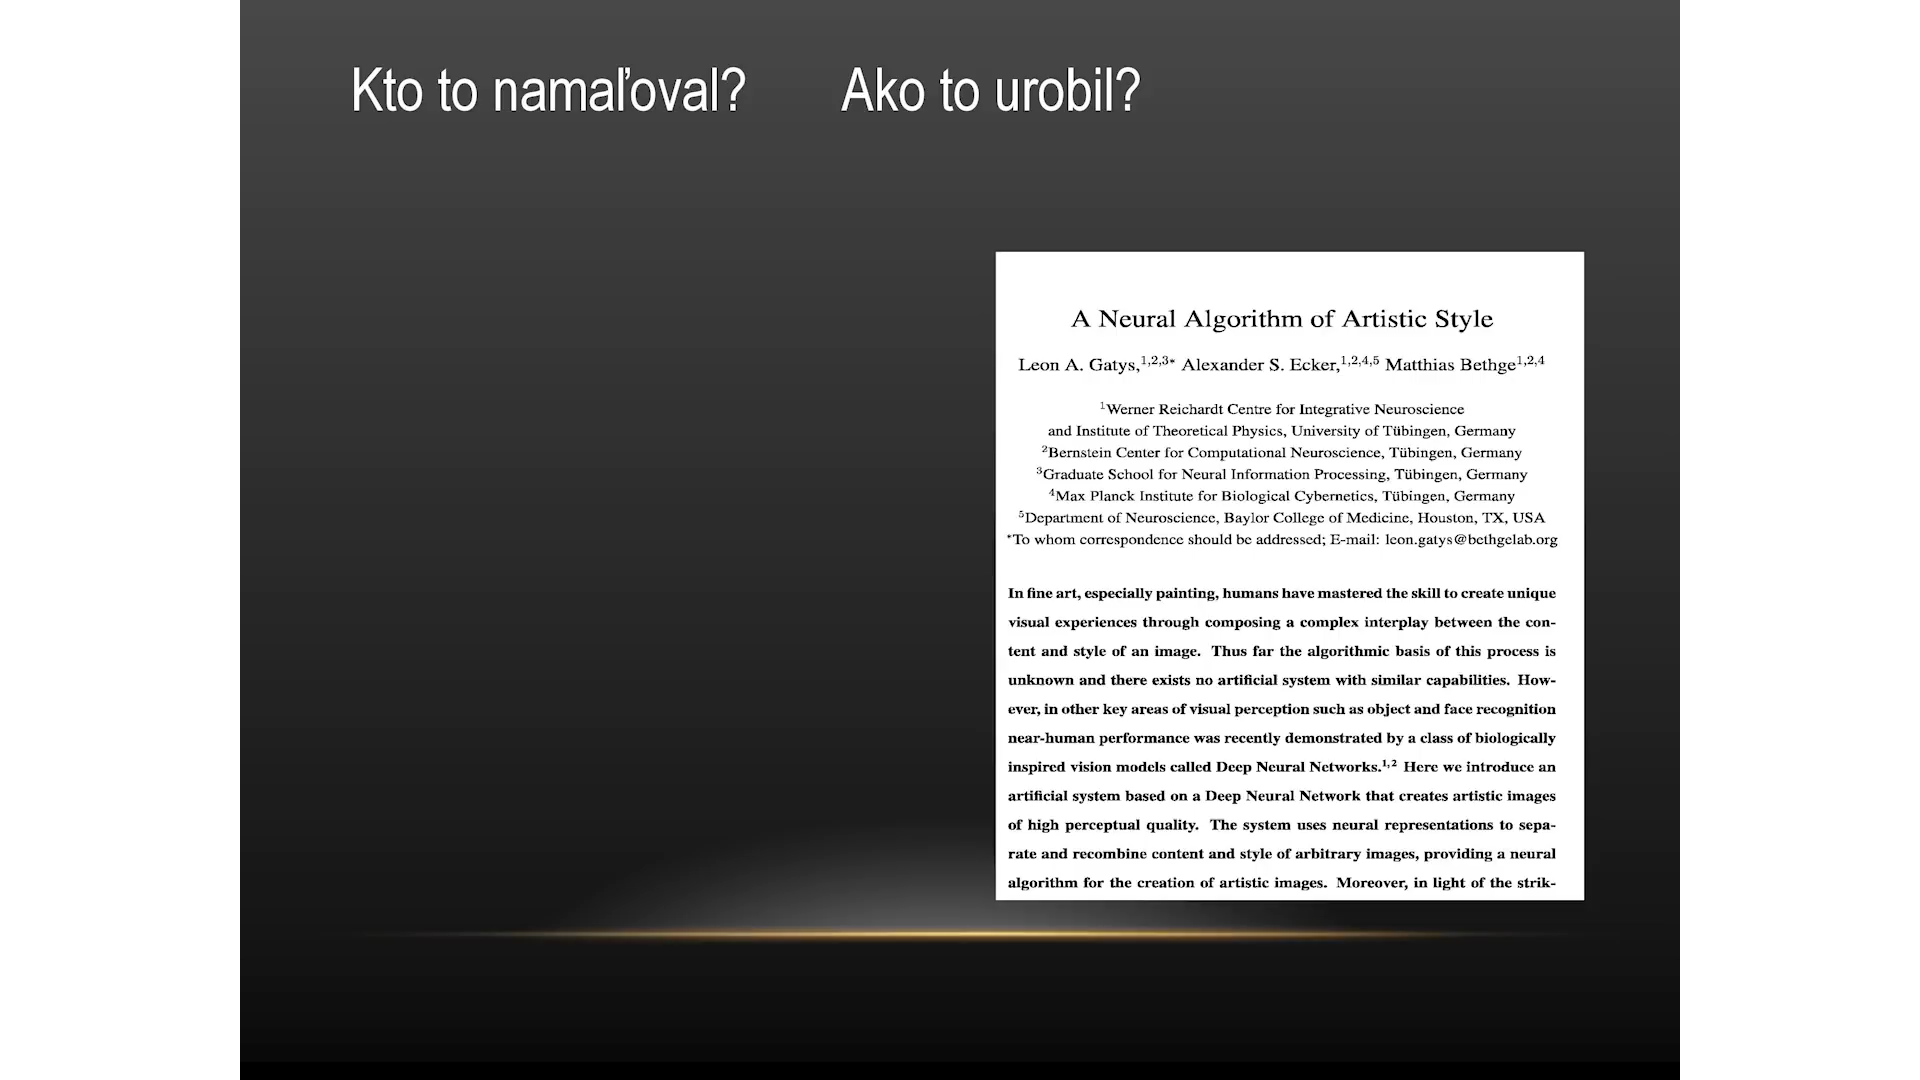 Kto to namaľoval? Ako to urobil?
A Neural Algorithm of Artistic Style
Leon A. Gatys,1,2,3* Alexander S. Ecker,1,2,4,5 Matthias Bethge1,2,4
1Werner Reichardt Centre for Integrative Neuroscience
and Institute of Theoretical Physics, University of Tübingen, Germany
2Bernstein Center for Computational Neuroscience, Tübingen, Germany
3Graduate School for Neural Information Processing, Tübingen, Germany
4Max Planck Institute for Biological Cybernetics, Tübingen, Germany
5Department of Neuroscience, Baylor College of Medicine, Houston, TX, USA
*To whom correspondence should be addressed; E-mail: leon.gatys@bethgelab.org
In fine art, especially painting, humans have mastered the skill to create unique
visual experiences through composing a complex interplay between the con-
tent and style of an image. Thus far the algorithmic basis of this process is
unknown and there exists no artificial system with similar capabilities. How-
ever, in other key areas of visual perception such as object and face recognition
near-human performance was recently demonstrated by a class of biologically
inspired vision models called Deep Neural Networks.1,2 Here we introduce an
artificial system based on a Deep Neural Network that creates artistic images
of high perceptual quality. The system uses neural representations to sepa-
rate and recombine content and style of arbitrary images, providing a neural
algorithm for the creation of artistic images. Moreover, in light of the strik-